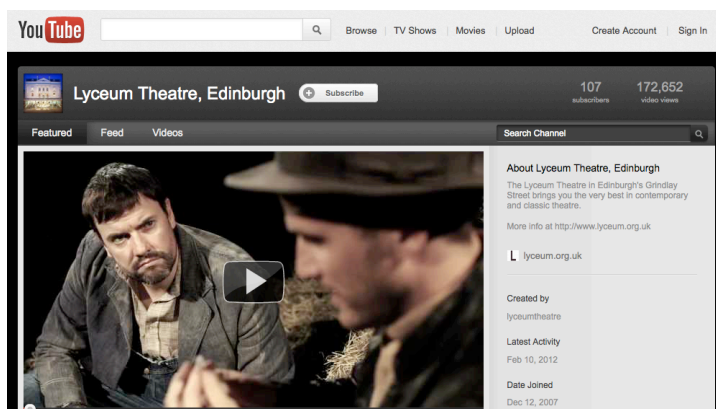 YouTube
Browse | TV Shows | Movies | Upload
Create Account | Sign In
Lyceum Theatre, Edinburgh
Subscribe
107
subscribers
172,652
video views
Featured Feed Videos
Search Channel
About Lyceum Theatre, Edinburgh
The Lyceum Theatre in Edinburgh's Grindlay
Street brings you the very best in contemporary
and classic theatre.
More info at http://www.lyceum.org.uk
L lyceum.org.uk
Created by
lyceumtheatre
Latest Activity
Feb 10, 2012
Date Joined
Dec 12, 2007